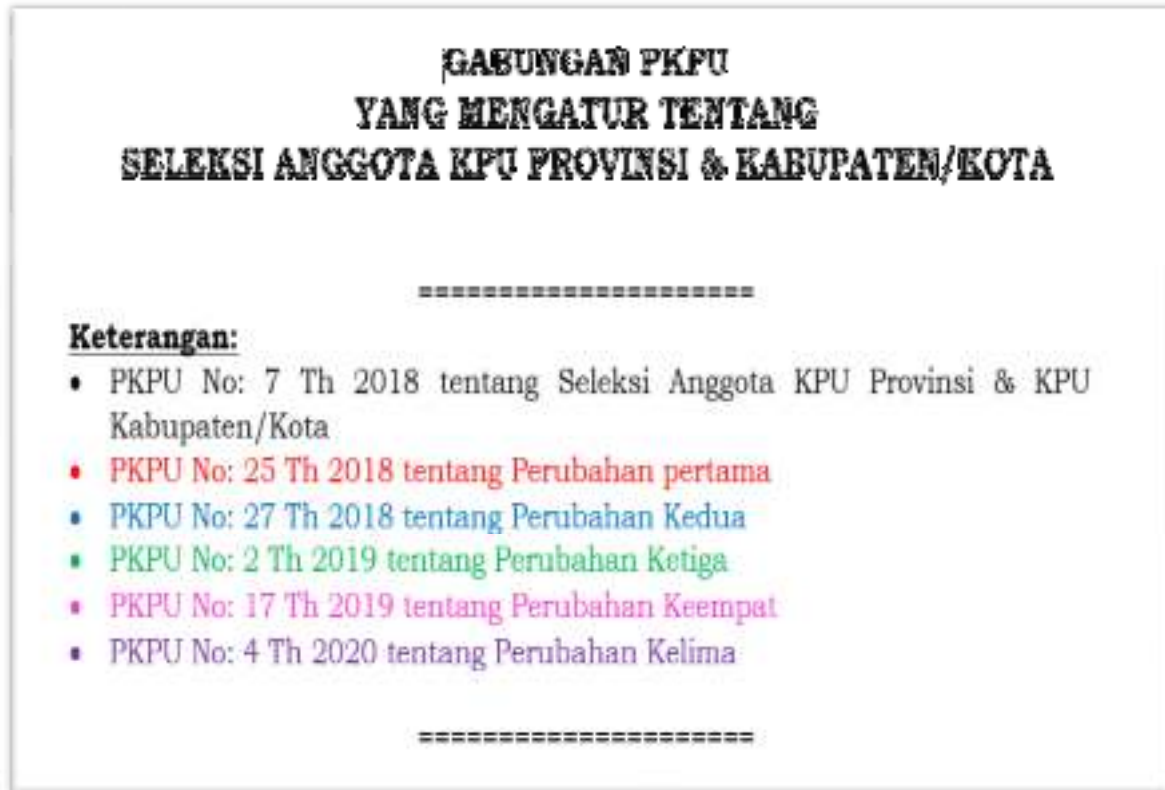 GABUNGAN PKPU
YANG MENGATUR TENTANG
SELEKSI ANGGOTA KPU PROVINSI & KABUPATEN/KOTA
=====================
Keterangan:
• PKPU No: 7 Th 2018 tentang Seleksi Anggota KPU Provinsi & KPU
Kabupaten/Kota
• PKPU No: 25 Th 2018 tentang Perubahan pertama
• PKPU No: 27 Th 2018 tentang Perubahan Kedua
• PKPU No: 2 Th 2019 tentang Perubahan Ketiga
• PKPU No: 17 Th 2019 tentang Perubahan Keempat
• PKPU No: 4 Th 2020 tentang Perubahan Kelima
=====================